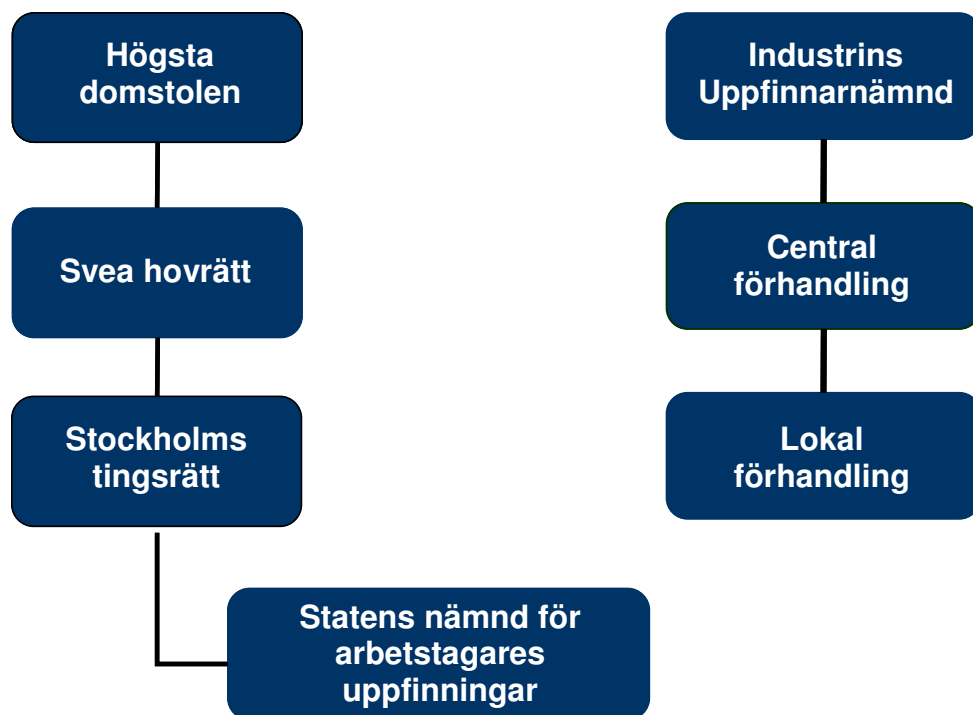 Högsta
domstolen
Svea hovrätt
Stockholms
tingsrätt
Statens nämnd för
arbetstagares
uppfinningar
Industrins
Uppfinnarnämnd
Central
förhandling
Lokal
förhandling